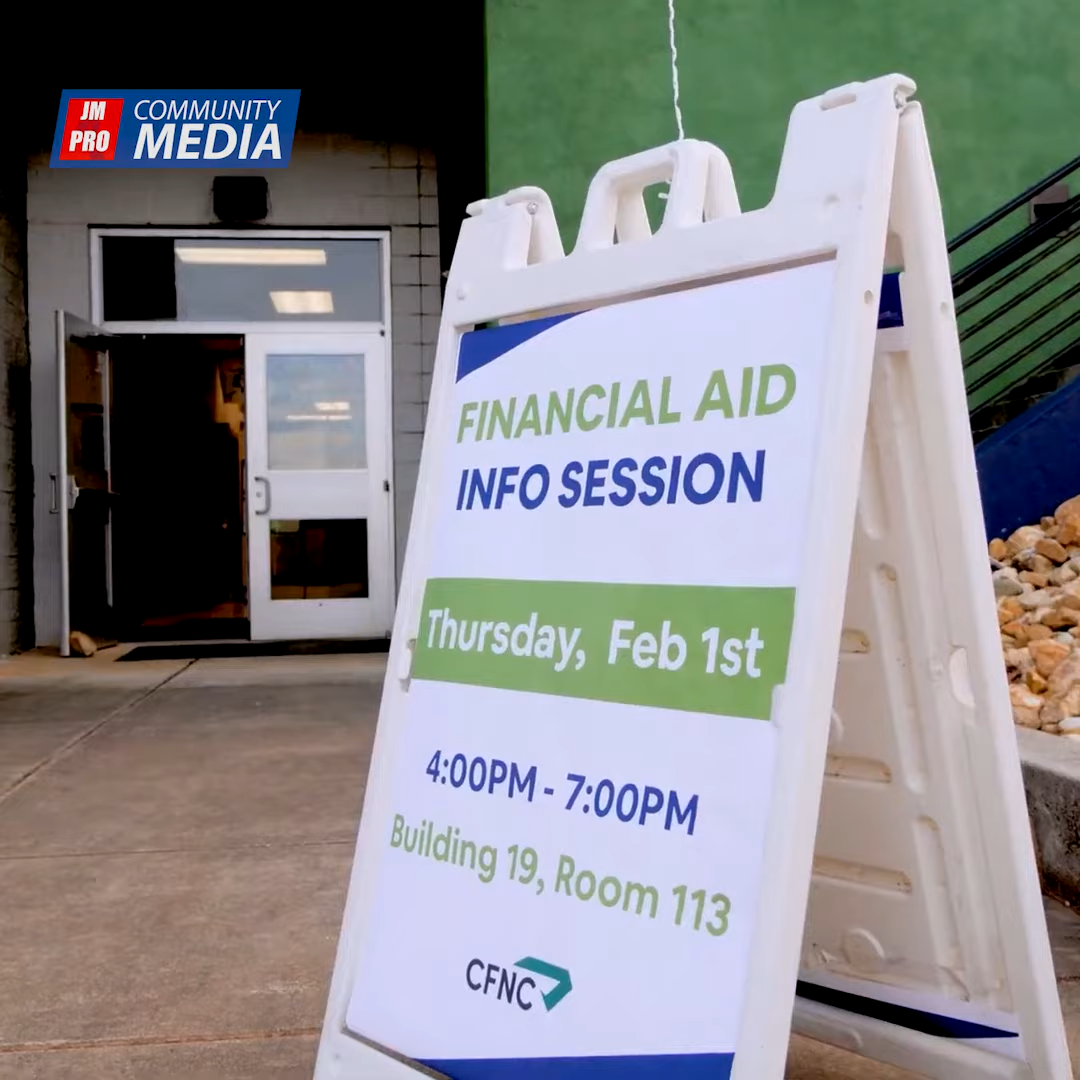 JM
PRO
COMMUNITY
MEDIA
FINANCIAL AID
INFO SESSION
Thursday, Feb 1st
4:00PM - 7:00PM
Building 19, Room 113
CFNC